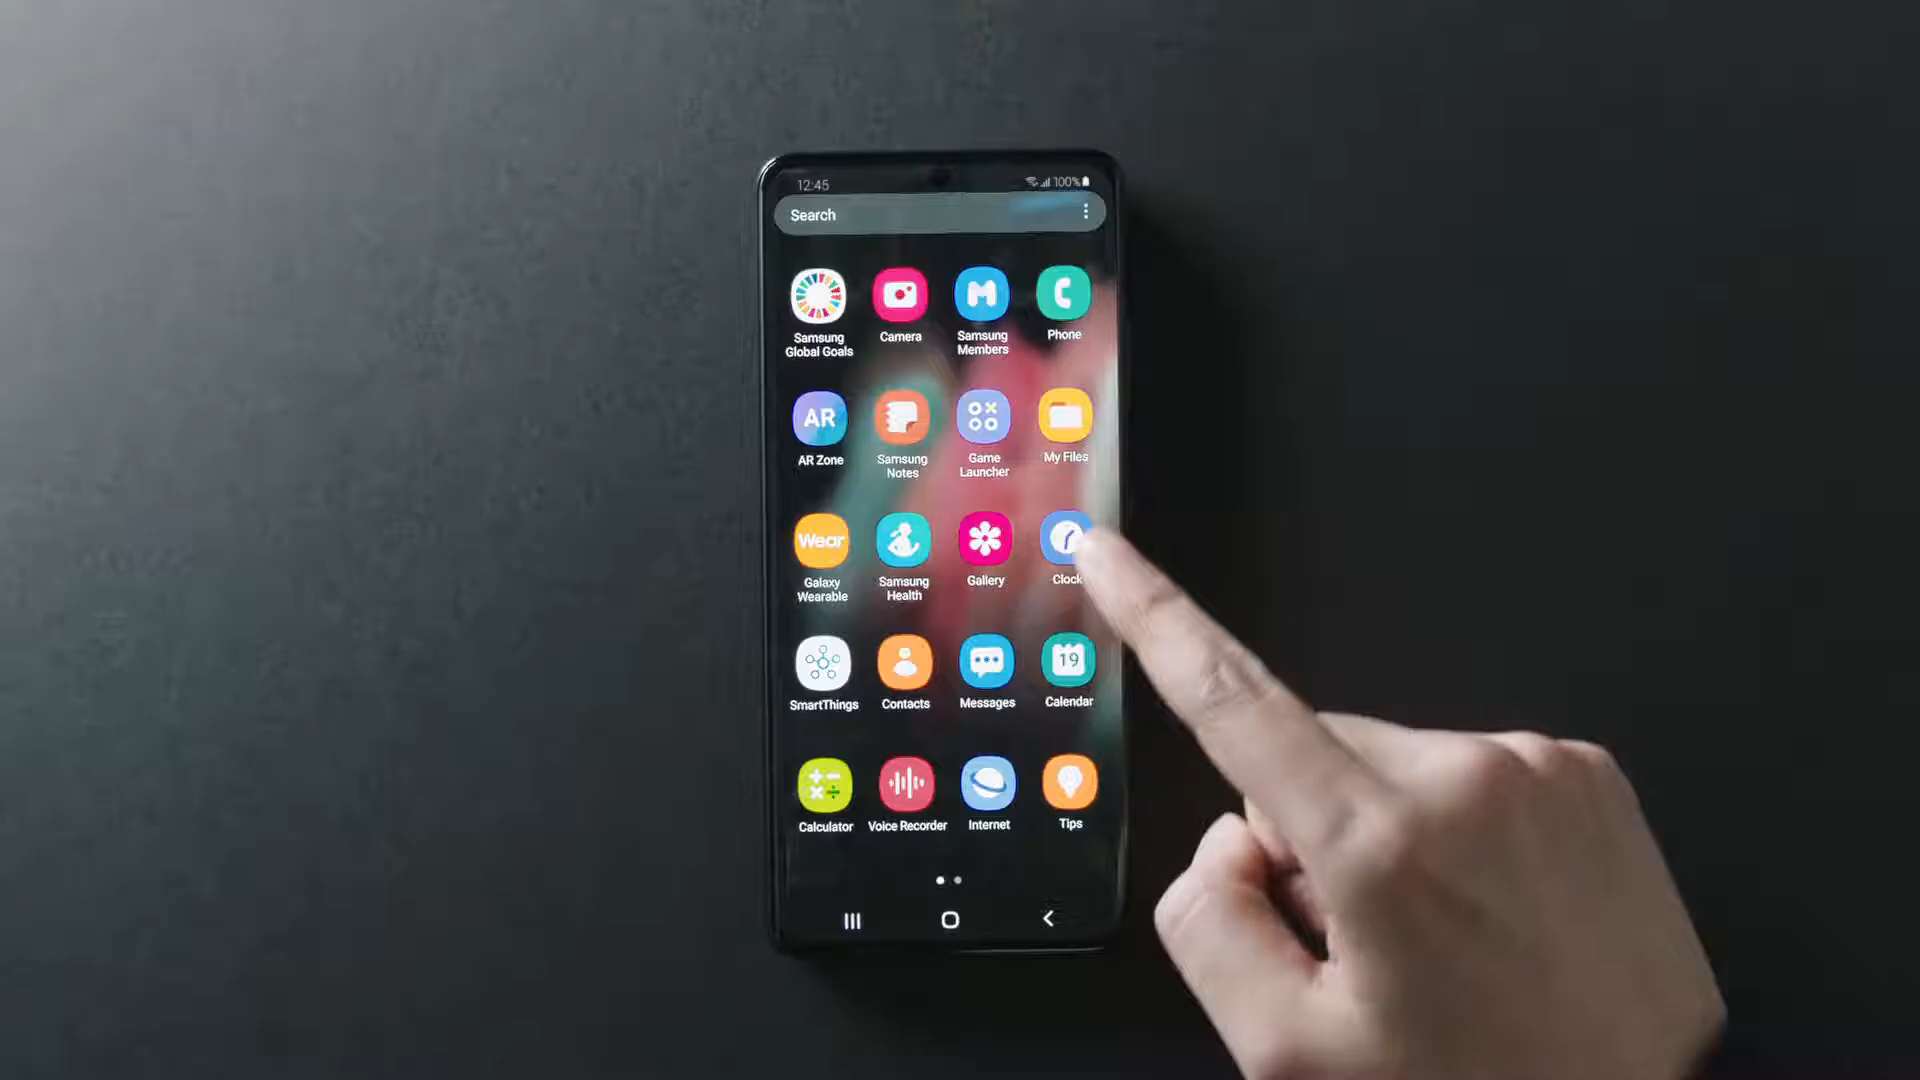 12:45
100%
Search
Samsung
Global Goals
Camera
Samsung
Members
Phone
AR
AR Zone
Samsung
Notes
Game
Launcher
My Files
Wear
Galaxy
Wearable
Samsung
Health
Gallery
Clock
SmartThings
Contacts
Messages
19
Calendar
Calculator
Voice Recorder
Internet
Tips